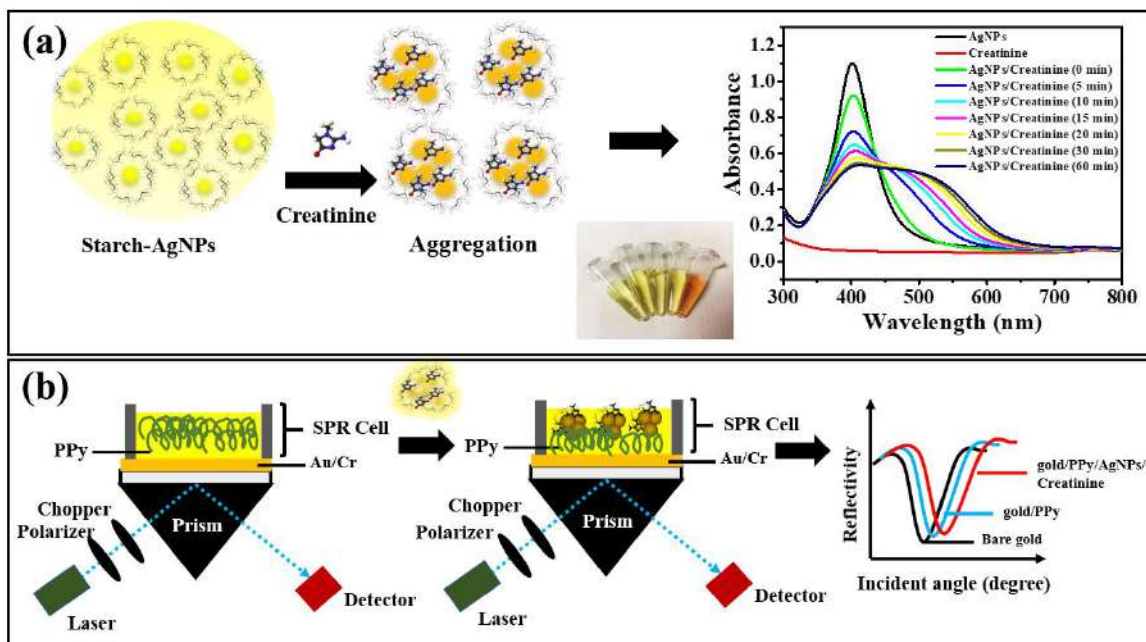 (a)
Starch-AgNPs
Creatinine
Aggregation
Absorbance
1.2
1.0
0.8
0.6
0.4
0.2
0.0
AgNPs
Creatinine
AgNPs/Creatinine (0 min)
AgNPs/Creatinine (5 min)
AgNPs/Creatinine (10 min)
AgNPs/Creatinine (15 min)
AgNPs/Creatinine (20 min)
AgNPs/Creatinine (30 min)
AgNPs/Creatinine (60 min)
300 400 500 600 700 800
Wavelength (nm)
(b)
PPy
SPR Cell
Au/Cr
Chopper
Polarizer
Prism
Laser
Detector
PPy
SPR Cell
Au/Cr
Chopper
Polarizer
Prism
Laser
Detector
Reflectivity
gold/PPy/AgNPs/
Creatinine
gold/PPy
Bare gold
Incident angle (degree)